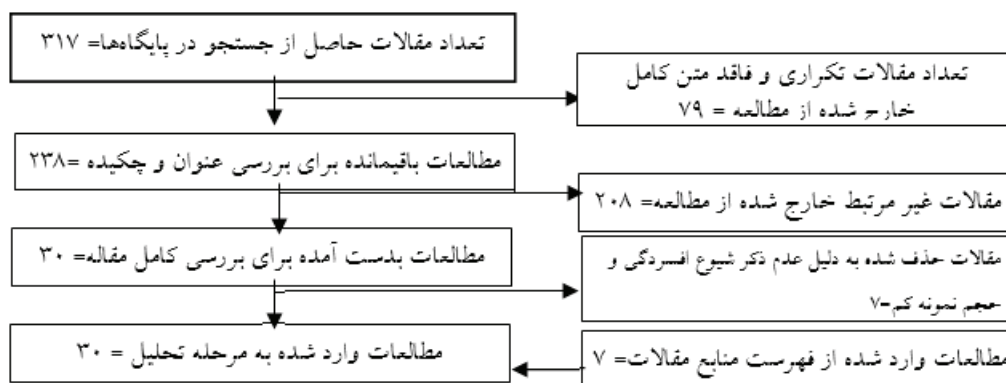 تعداد مقالات حاصل از جستجو در پایگاه‌ها= ۳۱۷
تعداد مقالات تکراری و فاقد متن کامل
خارج شده از مطالعه = ۷۹
مطالعات باقیمانده برای بررسی عنوان و چکیده =۲۳۸
مقالات غیر مرتبط خارج شده از مطالعه= ۲۰۸
مطالعات بدست آمده برای بررسی کامل مقاله= ۳۰
مقالات حذف شده به دلیل عدم ذکر شیوع افسردگی و
حجم نمونه کم=۷
مطالعات وارد شده از فهرست منابع مقالات= ۷
مطالعات وارد شده به مرحله تحلیل = ۳۰